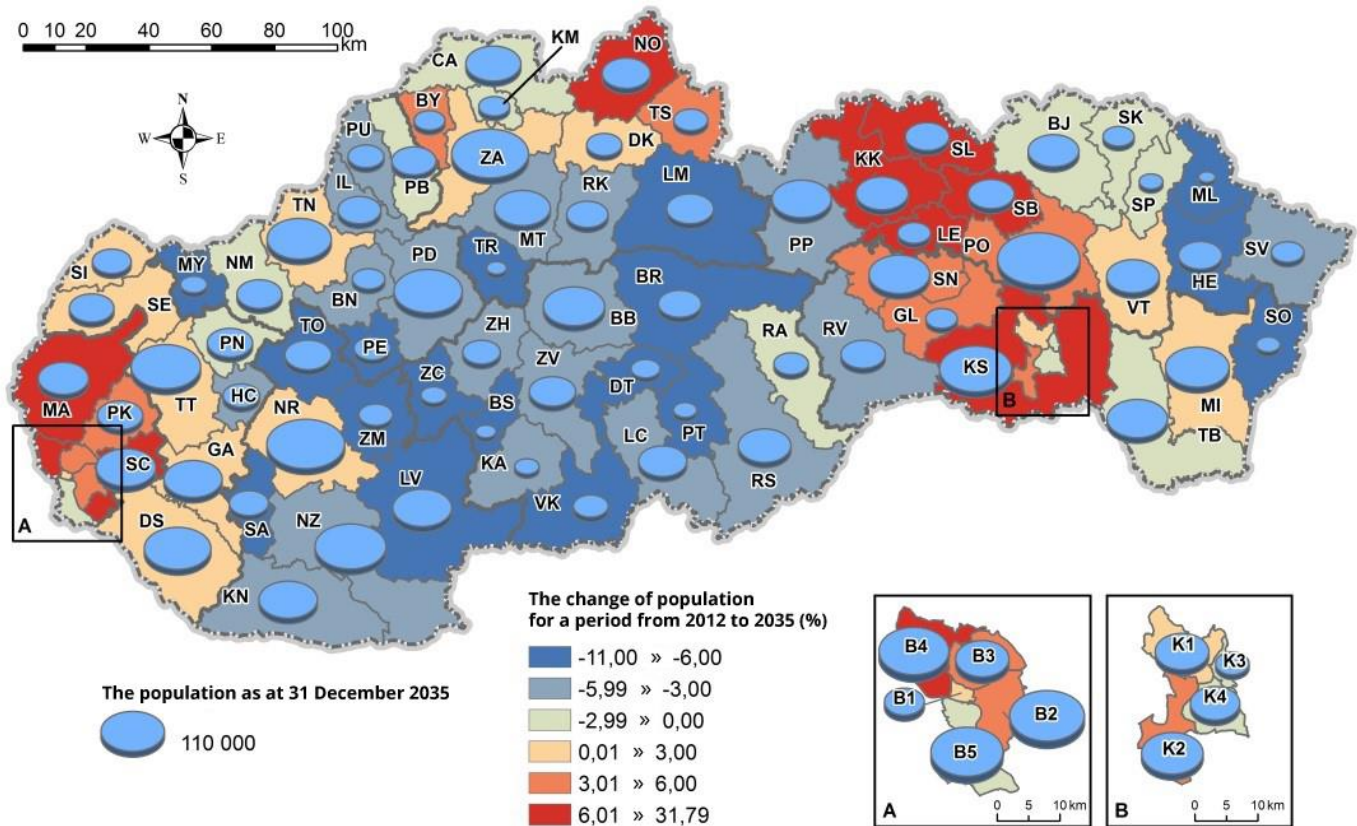 0 20 40 60 80 100
km
KM
NO
CA
N
W E
S
BY
TS
PU
DK
BJ
SK
ZA
SL
PB
KK
LM
IL
RK
SP
ML
TN
MT
SB
PP
LE
PO
SV
MY
NM
TR
SI
PD
SN
HE
SE
BN
BR
VT
BB
GL
SO
TO
ZH
RA
RV
PN
PE
ZV
KS
ZC
DT
B
MA
HC
BS
MI
TT
PK
NR
ZM
PT
LC
TB
GA
SC
KA
LV
RS
VK
SA
NZ
DS
A
KN
The change of population
for a period from 2012 to 2035 (%)
-11,00 » -6,00
-5,99 » -3,00
-2,99 » 0,00
0,01 » 3,00
3,01 » 6,00
6,01 » 31,79
The population as at 31 December 2035
110 000
B4
B3
B1
B2
B5
A
0 5 10 km
K1
K3
K4
K2
B
0 5 10 km